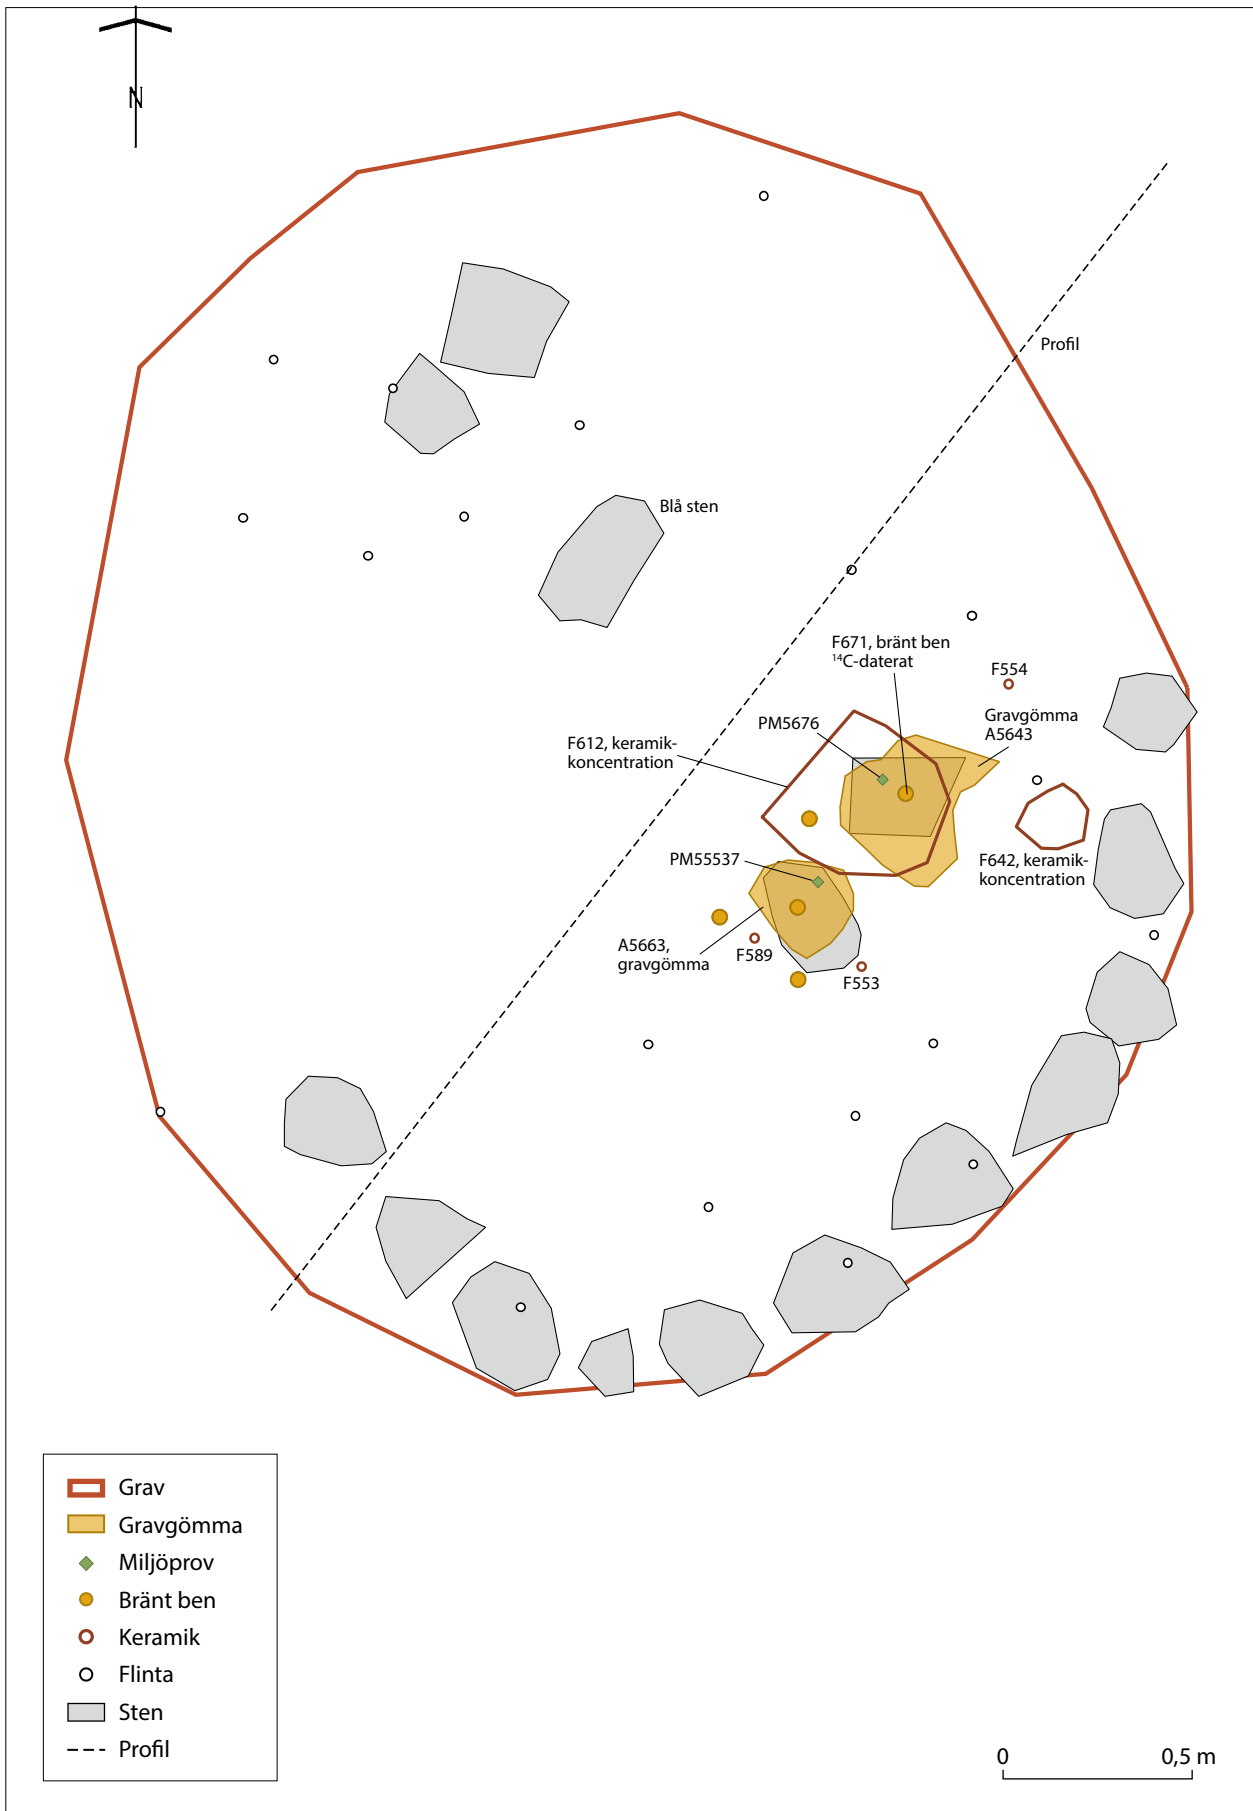 N
Profil
Blå sten
F671, bränt ben
¹⁴C-daterat
F554
PM5676
Gravgömma
A5643
F612, keramik-
koncentration
PM55537
F642, keramik-
koncentration
A5663,
gravgömma
F589
F553
Grav
Gravgömma
Miljöprov
Bränt ben
Keramik
Flinta
Sten
Profil
0 0,5 m